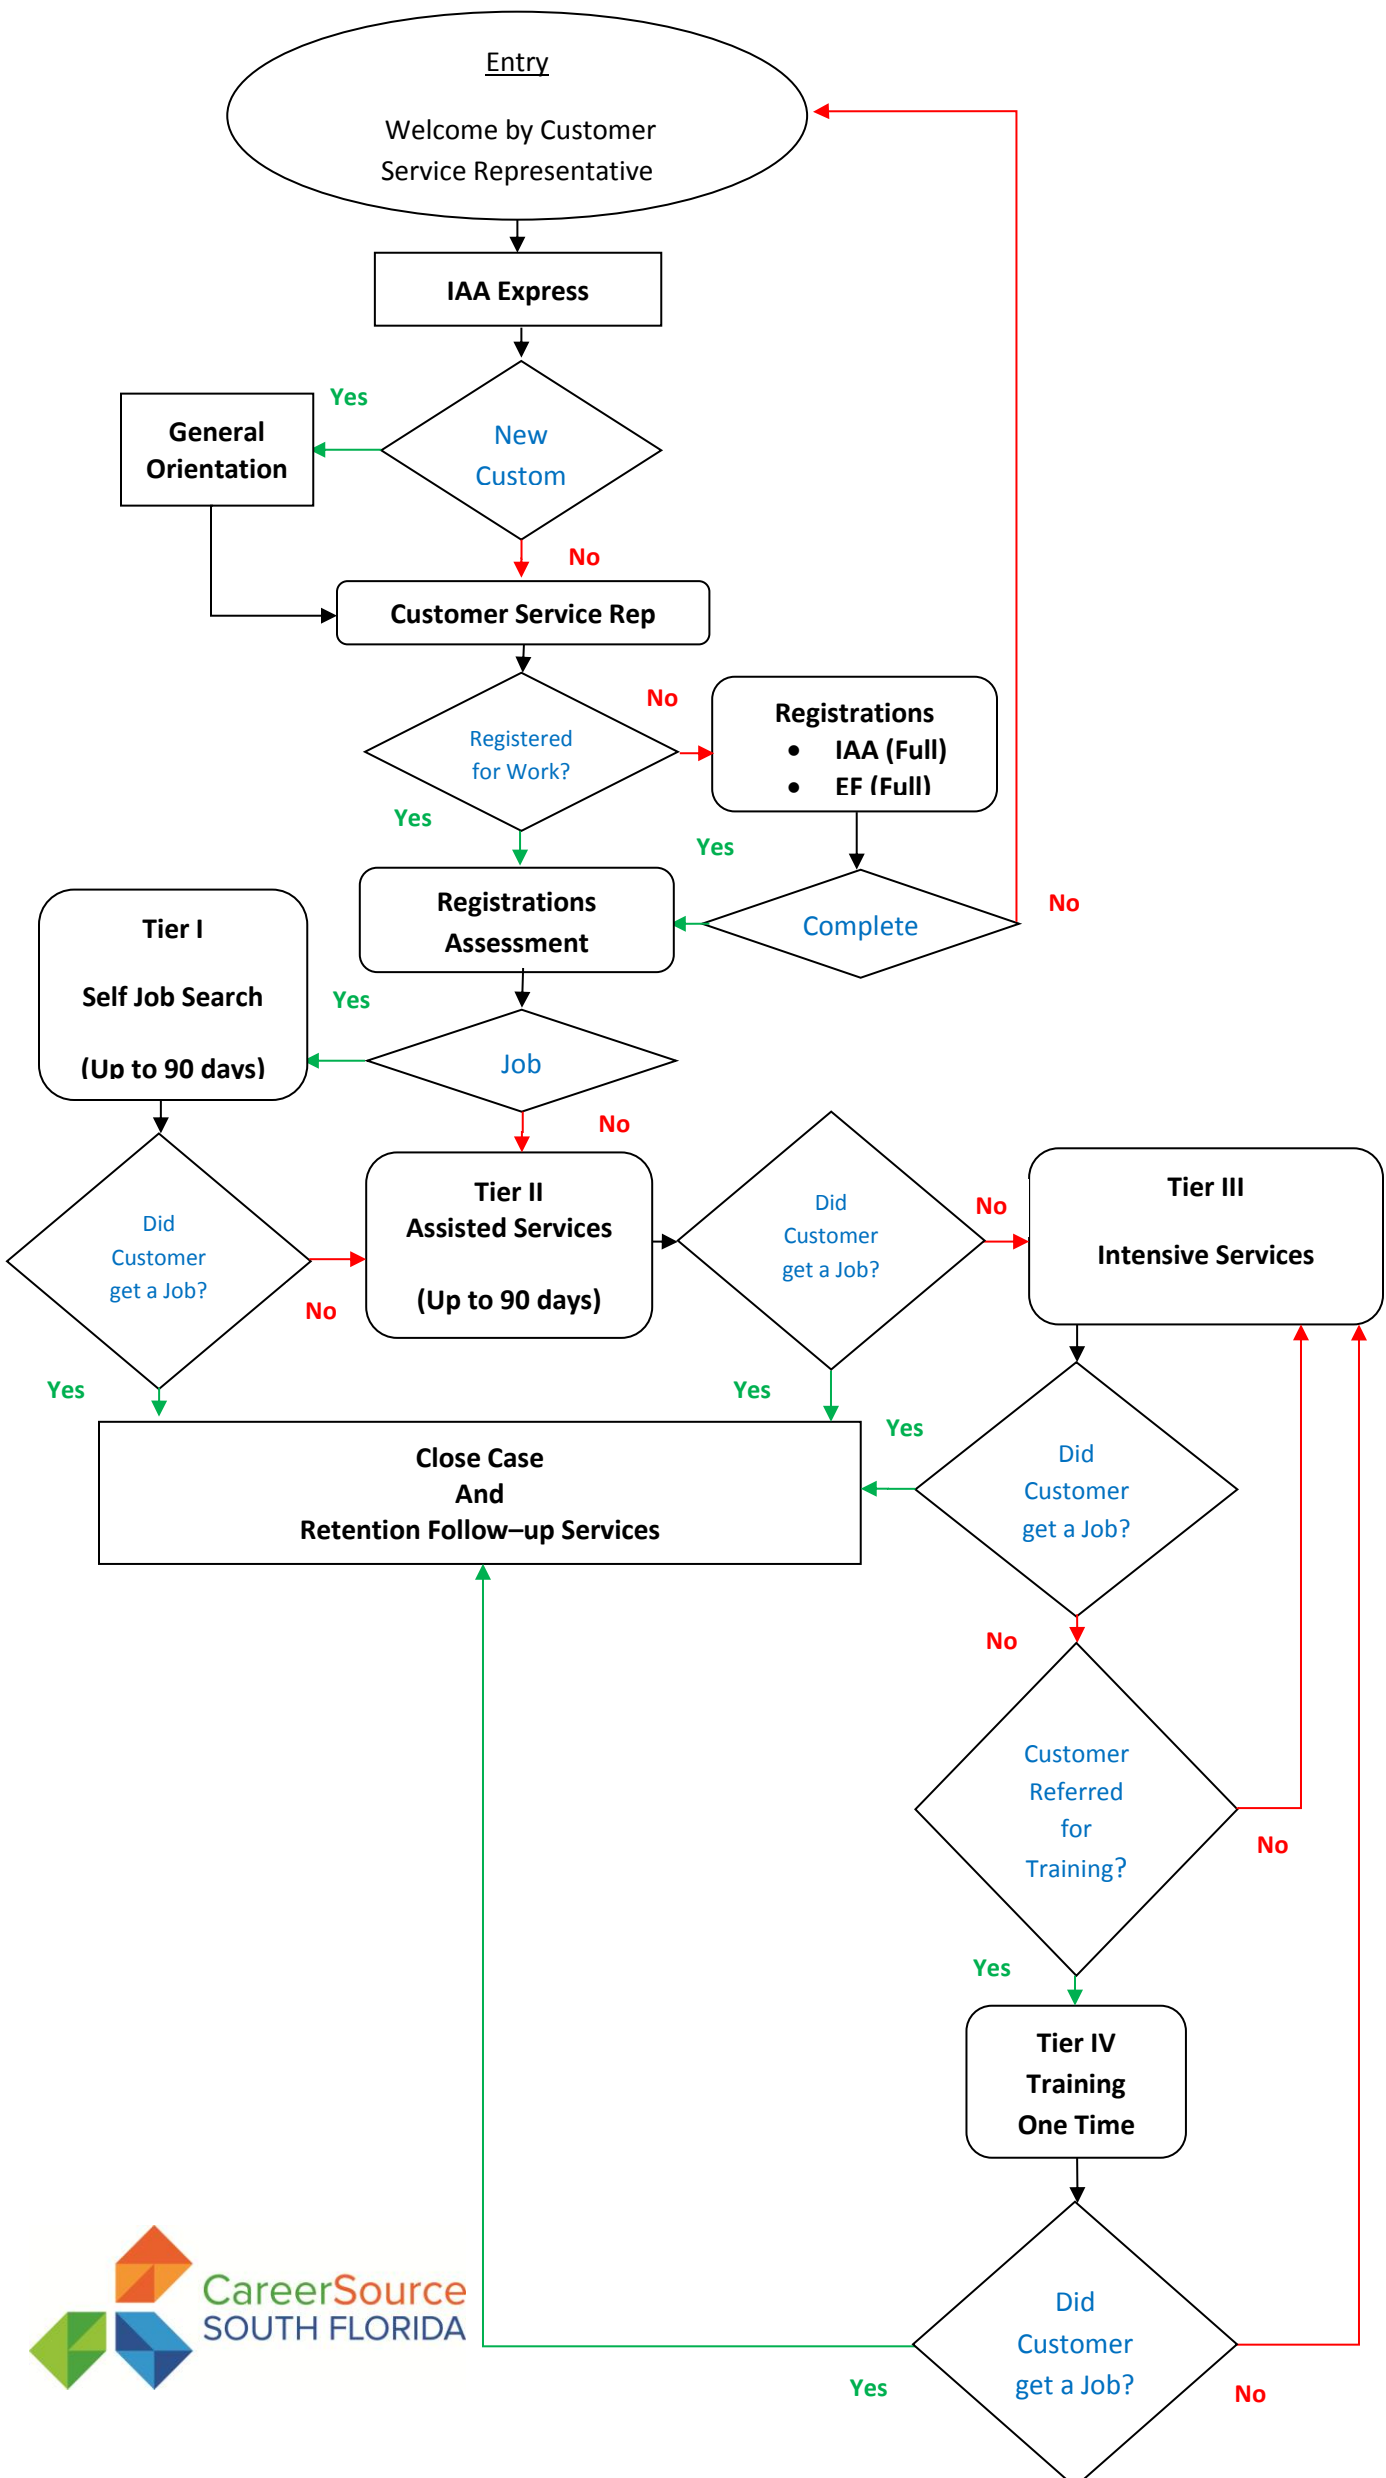 Entry
Welcome by Customer
Service Representative
IAA Express
Yes
General
Orientation
New
Custom
No
Customer Service Rep
No
Registered
for Work?
Registrations
• IAA (Full)
• EF (Full)
Yes
Yes
Registrations
Assessment
Complete
No
Tier I
Self Job Search
(Up to 90 days)
Yes
Job
No
Tier II
Assisted Services
(Up to 90 days)
Did
Customer
get a Job?
No
Did
Customer
get a Job?
No
Tier III
Intensive Services
Yes
Yes
Yes
Close Case
And
Retention Follow–up Services
Did
Customer
get a Job?
No
Customer
Referred
for
Training?
No
Yes
Tier IV
Training
One Time
CareerSource
SOUTH FLORIDA
Did
Customer
get a Job?
Yes
No